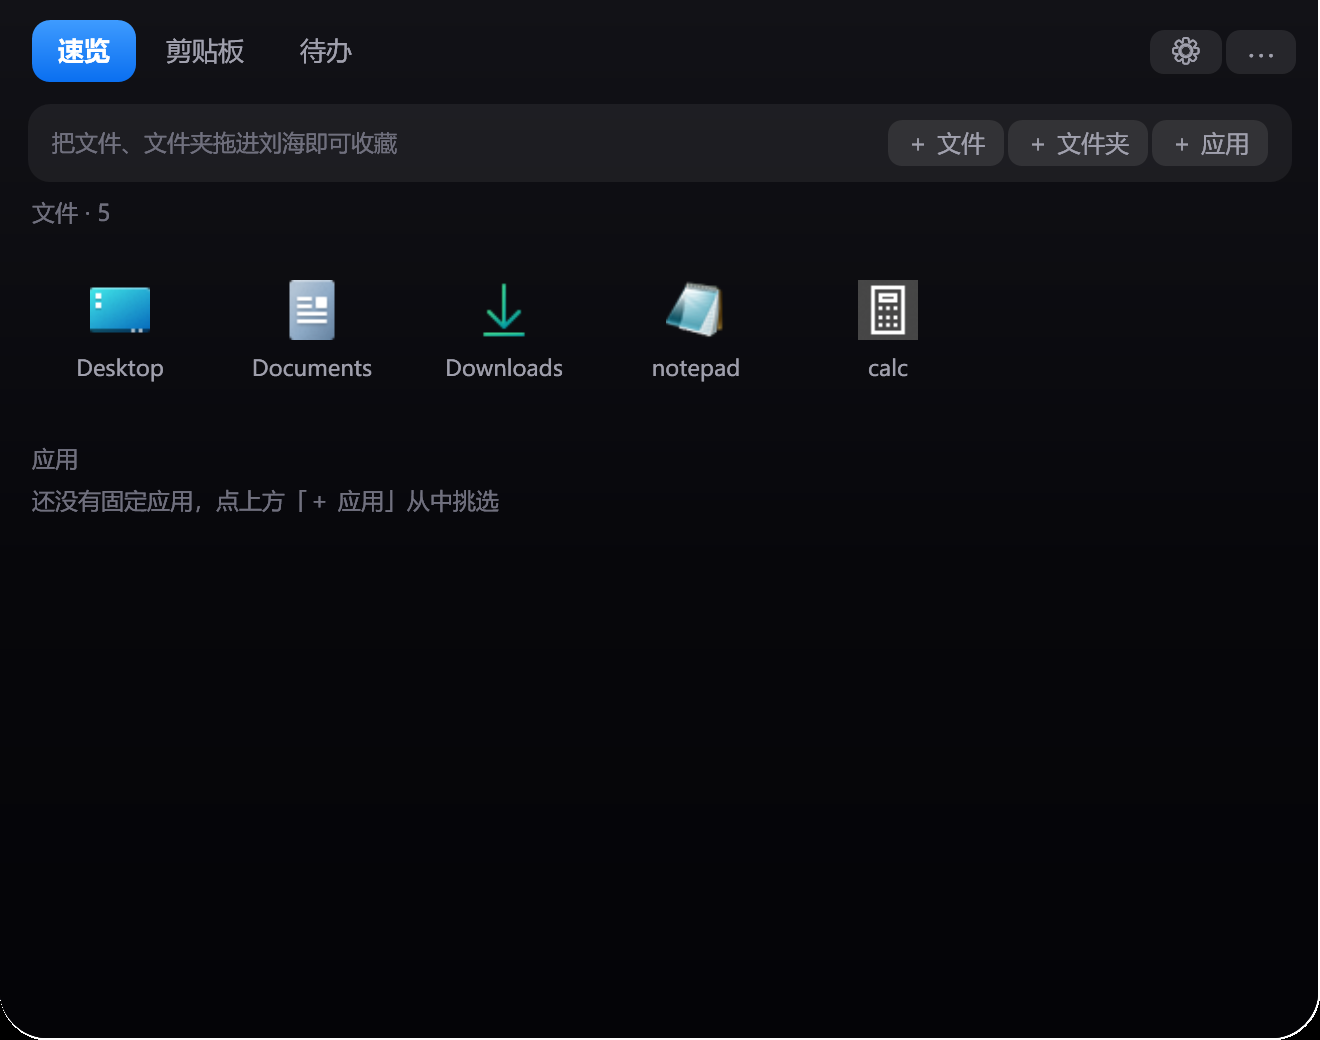 速览 剪贴板 待办 ...
把文件、文件夹拖进刘海即可收藏 + 文件 + 文件夹 + 应用
文件 · 5
Desktop Documents Downloads notepad calc
应用
还没有固定应用，点上方「+ 应用」从中挑选